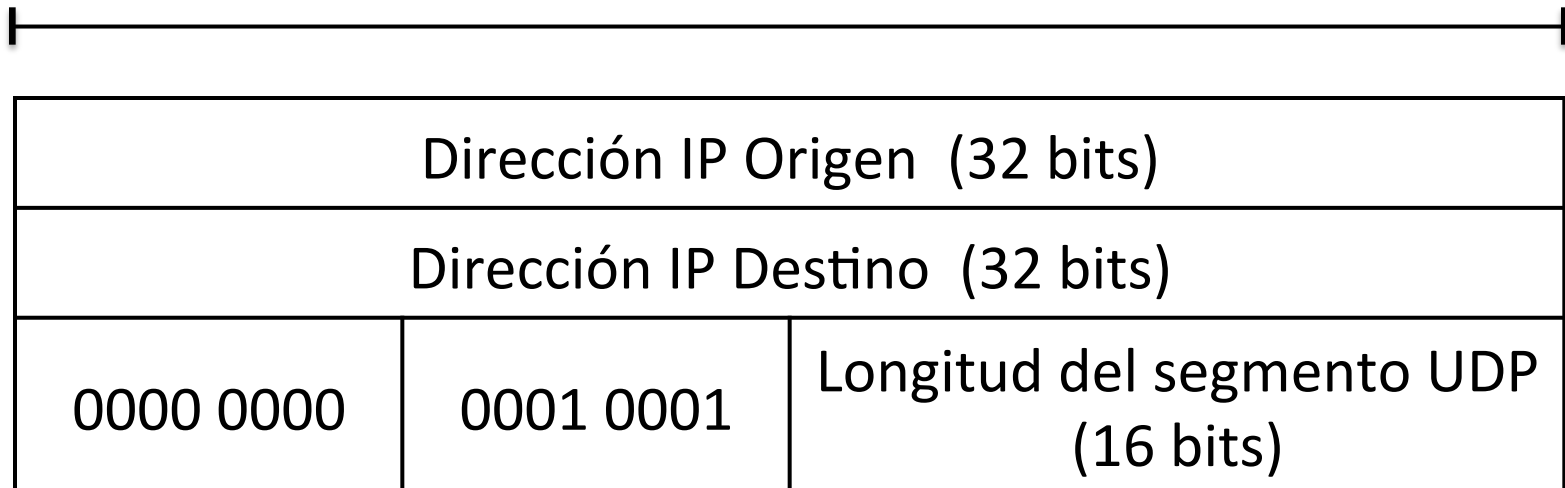 Dirección IP Origen (32 bits)
Dirección IP Destino (32 bits)
0000 0000
0001 0001
Longitud del segmento UDP
(16 bits)